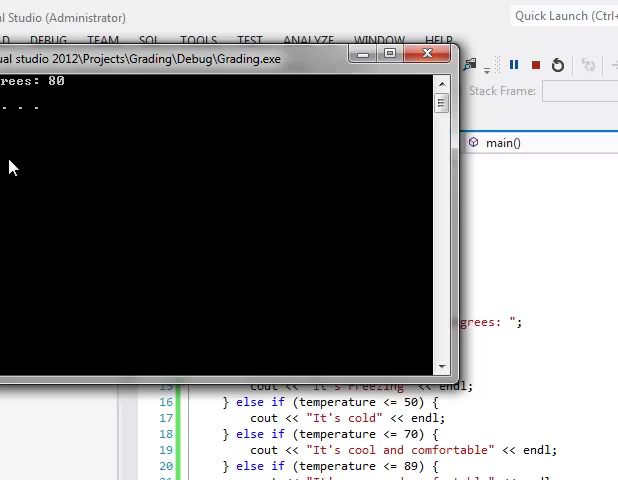 al Studio (Administrator)
Quick Launch (Ctrl+
DEBUG TEAM SQL TOOLS TEST ANALYZE WINDOW HELP
ual studio 2012\Projects\Grading\Debug\Grading.exe
rees: 80
. . .
Stack Frame:
main()
grees: ";
15 cout << "It's Freezing" << endl;
16 } else if (temperature <= 50) {
17 cout << "It's cold" << endl;
18 } else if (temperature <= 70) {
19 cout << "It's cool and comfortable" << endl;
20 } else if (temperature <= 89) {